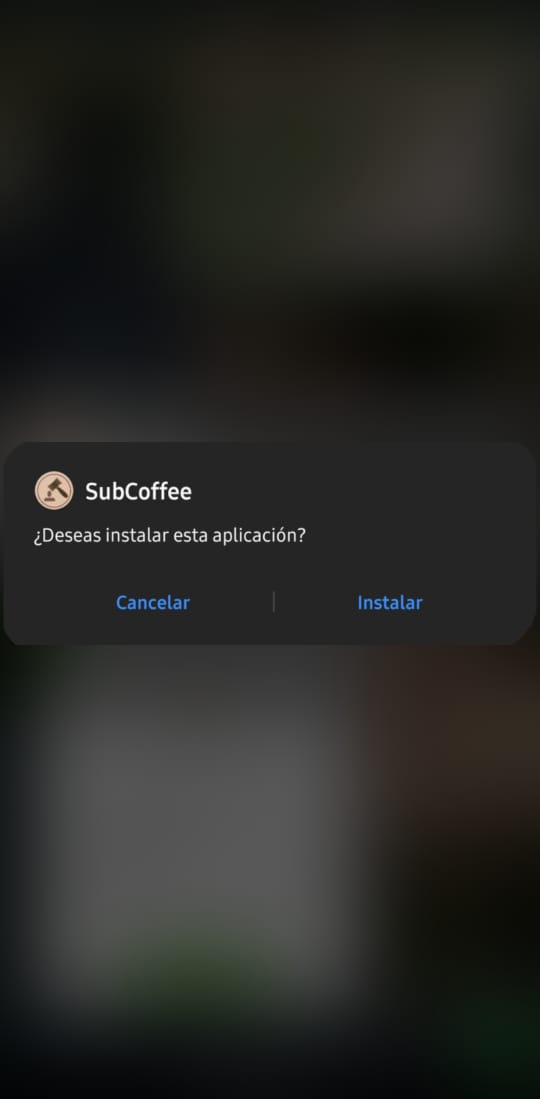 SubCoffee
¿Deseas instalar esta aplicación?
Cancelar
Instalar